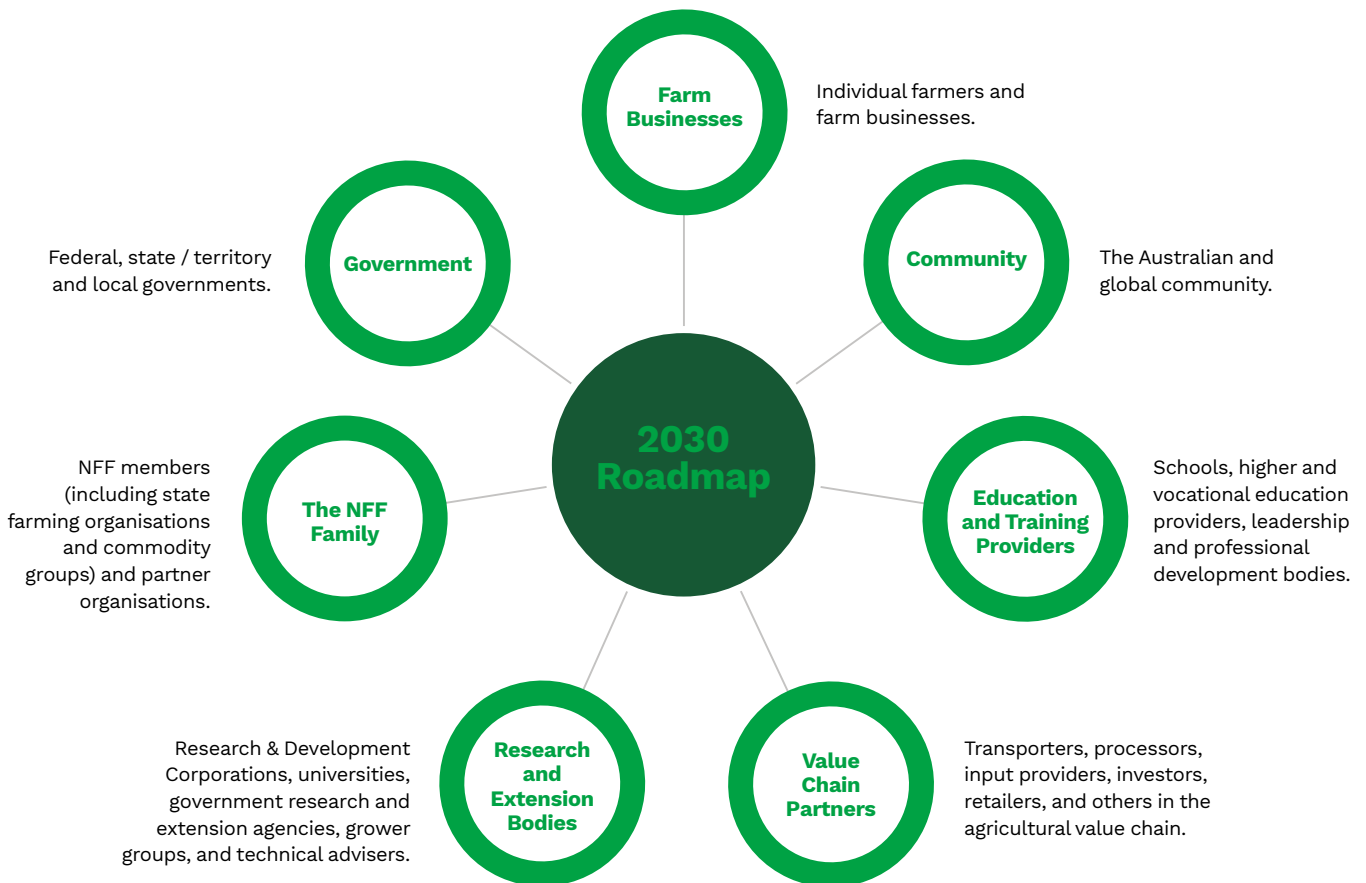 Farm
Businesses
Individual farmers and
farm businesses.
Community
The Australian and
global community.
Education
and Training
Providers
Schools, higher and
vocational education
providers, leadership
and professional
development bodies.
Value
Chain
Partners
Transporters, processors,
input providers, investors,
retailers, and others in the
agricultural value chain.
Research
and
Extension
Bodies
Research & Development
Corporations, universities,
government research and
extension agencies, grower
groups, and technical advisers.
The NFF
Family
NFF members
(including state
farming organisations
and commodity
groups) and partner
organisations.
Government
Federal, state / territory
and local governments.
2030
Roadmap